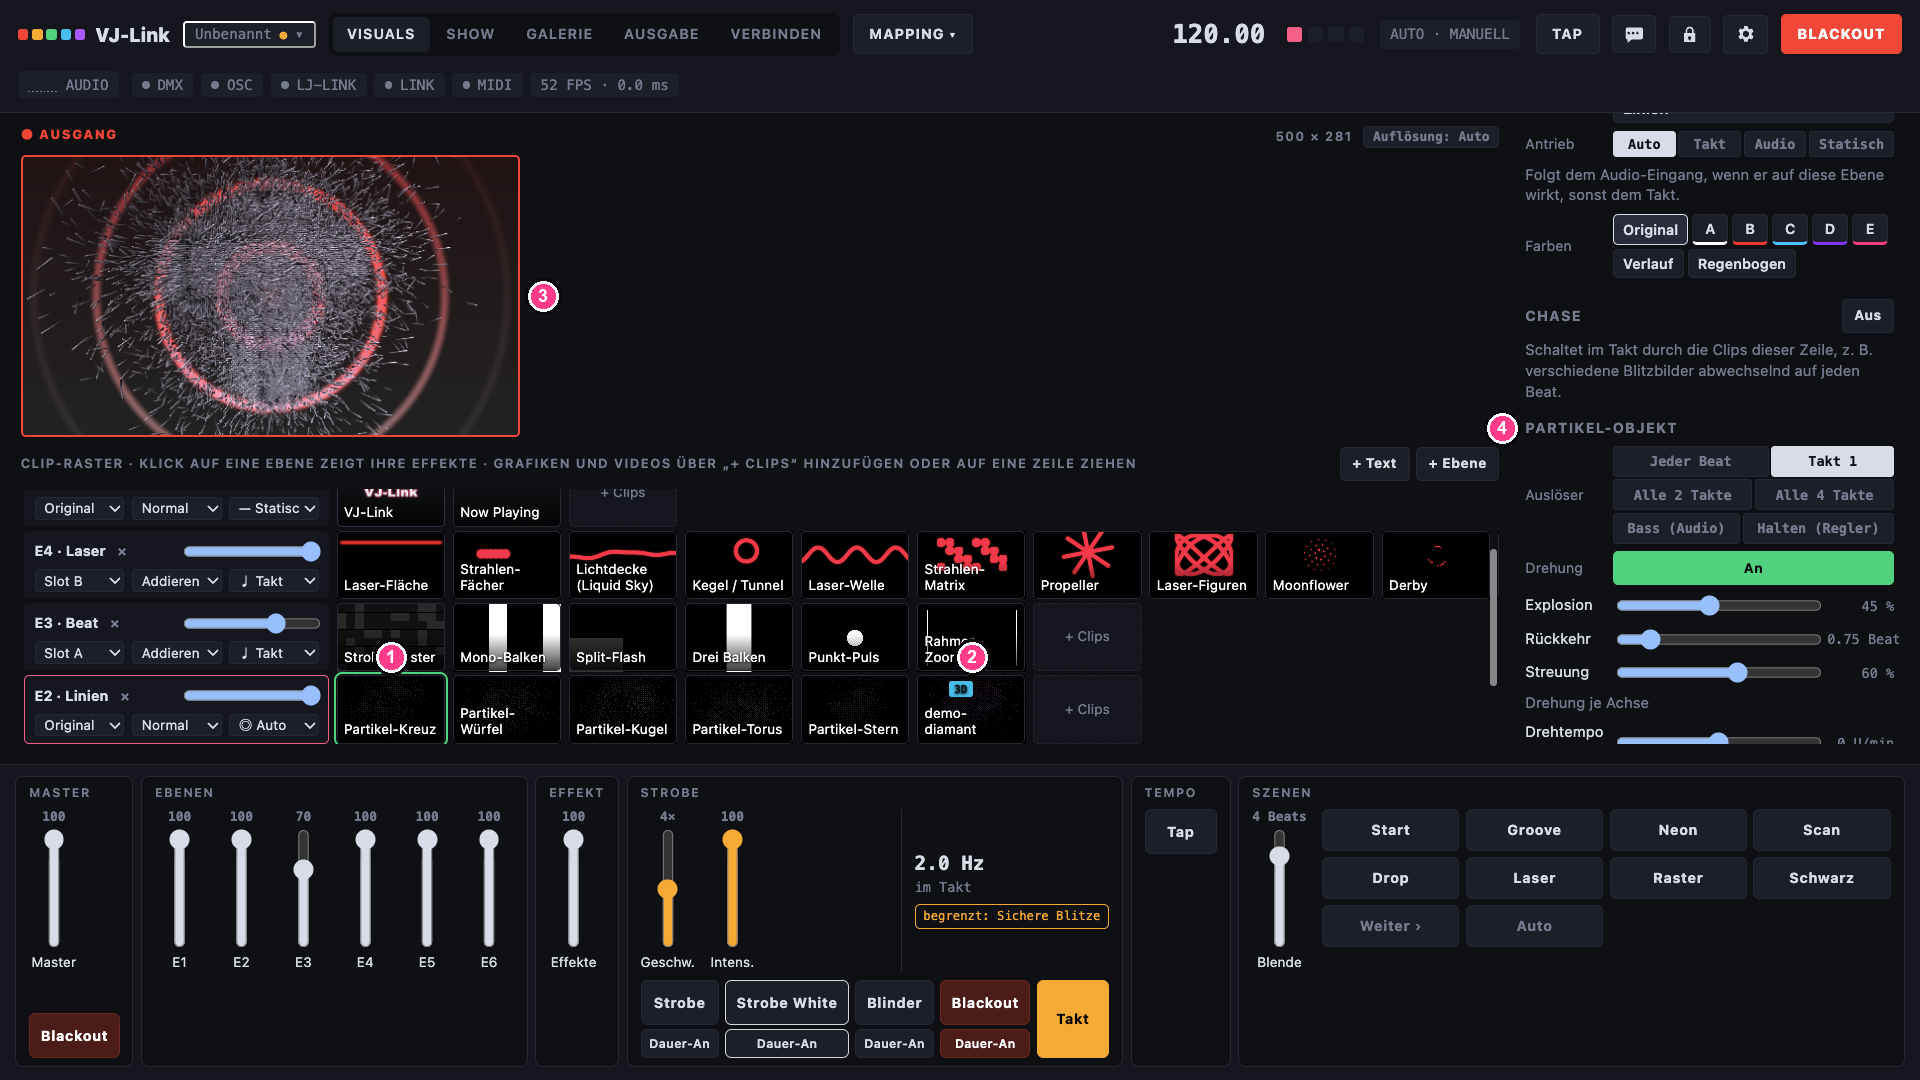 VJ-Link Unbenannt ● ▾ VISUALS SHOW GALERIE AUSGABE VERBINDEN MAPPING ▾ 120.00 AUTO · MANUELL TAP BLACKOUT
AUDIO DMX OSC LJ-LINK LINK MIDI 52 FPS · 0.0 ms
AUSGANG 500 × 281 Auflösung: Auto
Antrieb Auto Takt Audio Statisch
Folgt dem Audio-Eingang, wenn er auf diese Ebene
wirkt, sonst dem Takt.
Farben Original A B C D E
Verlauf Regenbogen
3
CHASE Aus
Schaltet im Takt durch die Clips dieser Zeile, z. B.
verschiedene Blitzbilder abwechselnd auf jeden
Beat.
4 PARTIKEL-OBJEKT
Auslöser Jeder Beat Takt 1
Alle 2 Takte Alle 4 Takte
Bass (Audio) Halten (Regler)
Drehung An
Explosion 45 %
Rückkehr 0.75 Beat
Streuung 60 %
Drehung je Achse
Drehtempo 0 U/min
CLIP-RASTER · KLICK AUF EINE EBENE ZEIGT IHRE EFFEKTE · GRAFIKEN UND VIDEOS ÜBER „+ CLIPS“ HINZUFÜGEN ODER AUF EINE ZEILE ZIEHEN + Text + Ebene
Original Normal — Statisc VJ-Link VJ-Link Now Playing + Clips
E4 · Laser ×
Slot B Addieren ♩ Takt Laser-Fläche Strahlen-Fächer Lichtdecke (Liquid Sky) Kegel / Tunnel Laser-Welle Strahlen-Matrix Propeller Laser-Figuren Moonflower Derby
E3 · Beat ×
Slot A Addieren ♩ Takt 1 ster Mono-Balken Split-Flash Drei Balken Punkt-Puls 2 + Clips
E2 · Linien ×
Original Normal ◎ Auto Partikel-Kreuz Partikel-Würfel Partikel-Kugel Partikel-Torus Partikel-Stern 3D demo-diamant + Clips
MASTER
100
Master
Blackout
EBENEN
100 100 70 100 100 100
E1 E2 E3 E4 E5 E6
EFFEKT
100
Effekte
STROBE
4× 100
Geschw. Intens.
2.0 Hz
im Takt
begrenzt: Sichere Blitze
Strobe Strobe White Blinder Blackout Takt
Dauer-An Dauer-An Dauer-An Dauer-An
TEMPO
Tap
SZENEN
4 Beats
Blende
Start Groove Neon Scan
Drop Laser Raster Schwarz
Weiter › Auto